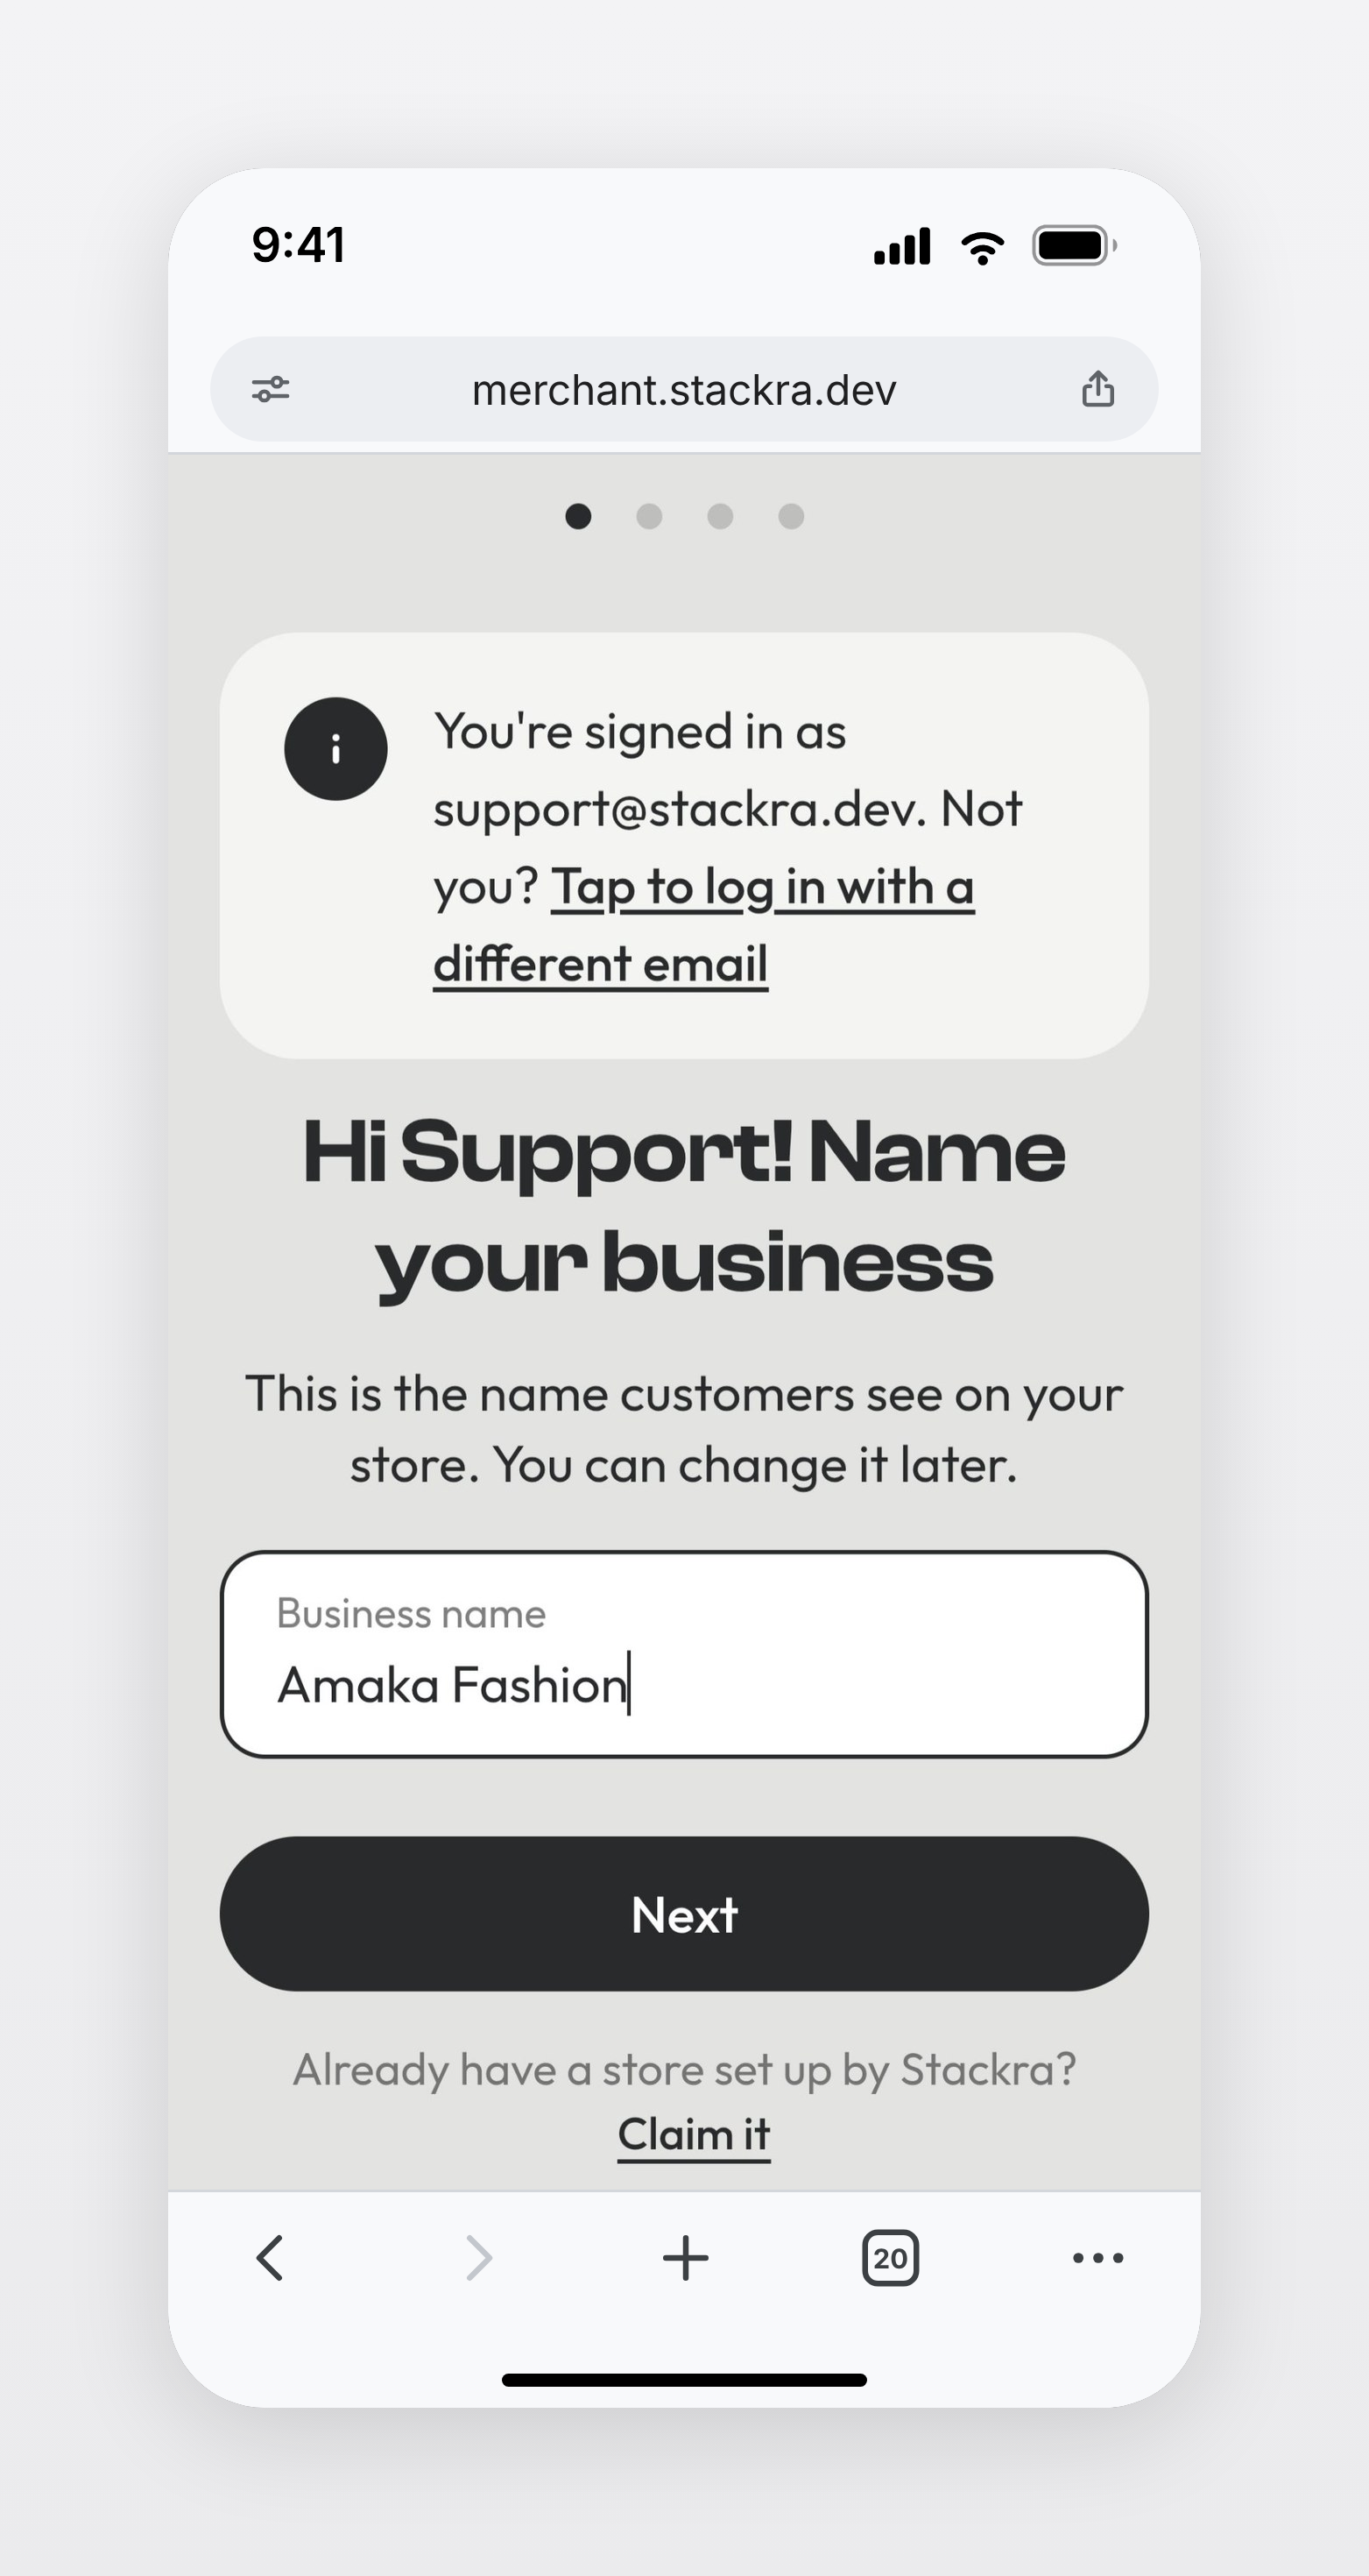 9:41
merchant.stackra.dev
You're signed in as
support@stackra.dev. Not
you? Tap to log in with a
different email
Hi Support! Name
your business
This is the name customers see on your
store. You can change it later.
Business name
Amaka Fashion
Next
Already have a store set up by Stackra?
Claim it
20